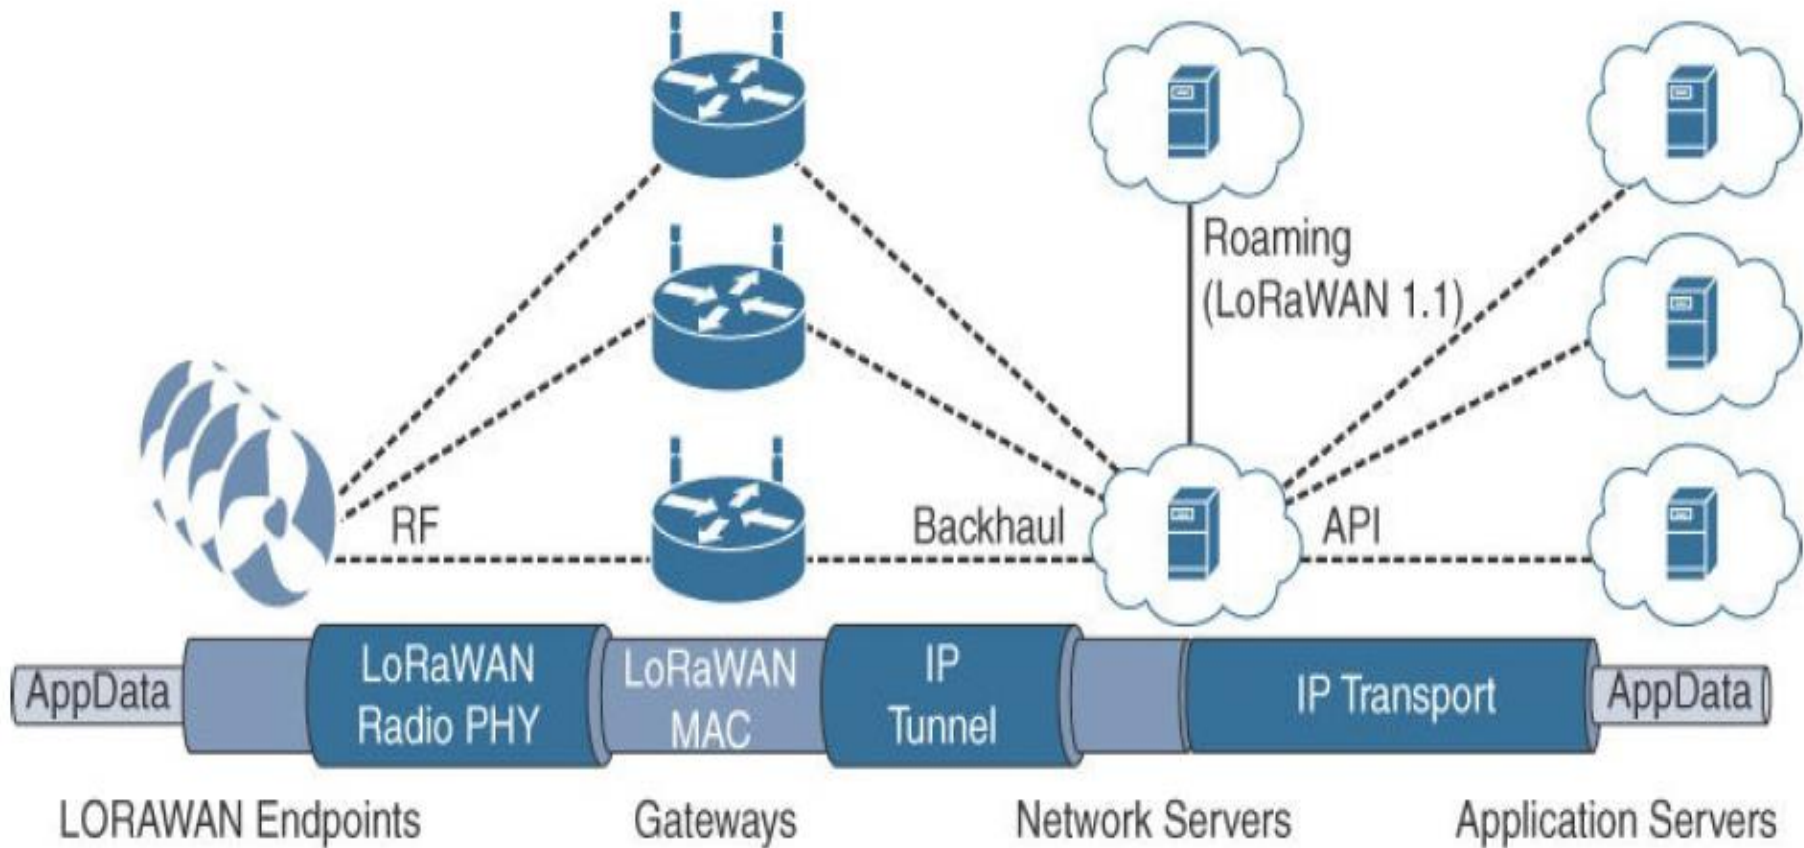 Roaming
(LoRaWAN 1.1)
RF
Backhaul
API
AppData
LoRaWAN
Radio PHY
LoRaWAN
MAC
IP
Tunnel
IP Transport
AppData
LORAWAN Endpoints
Gateways
Network Servers
Application Servers